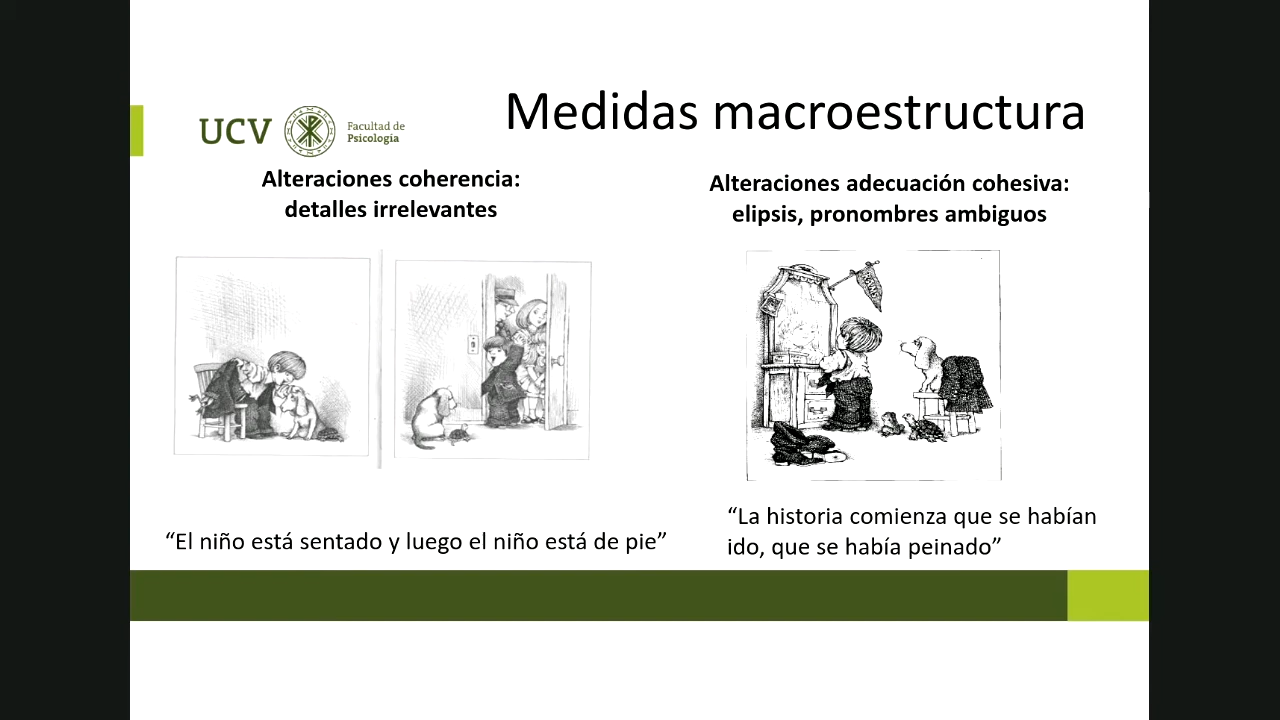 Medidas macroestructura
UCV
Facultad de
Psicología
Alteraciones coherencia:
detalles irrelevantes
Alteraciones adecuación cohesiva:
elipsis, pronombres ambiguos
“El niño está sentado y luego el niño está de pie”
“La historia comienza que se habían
ido, que se había peinado”